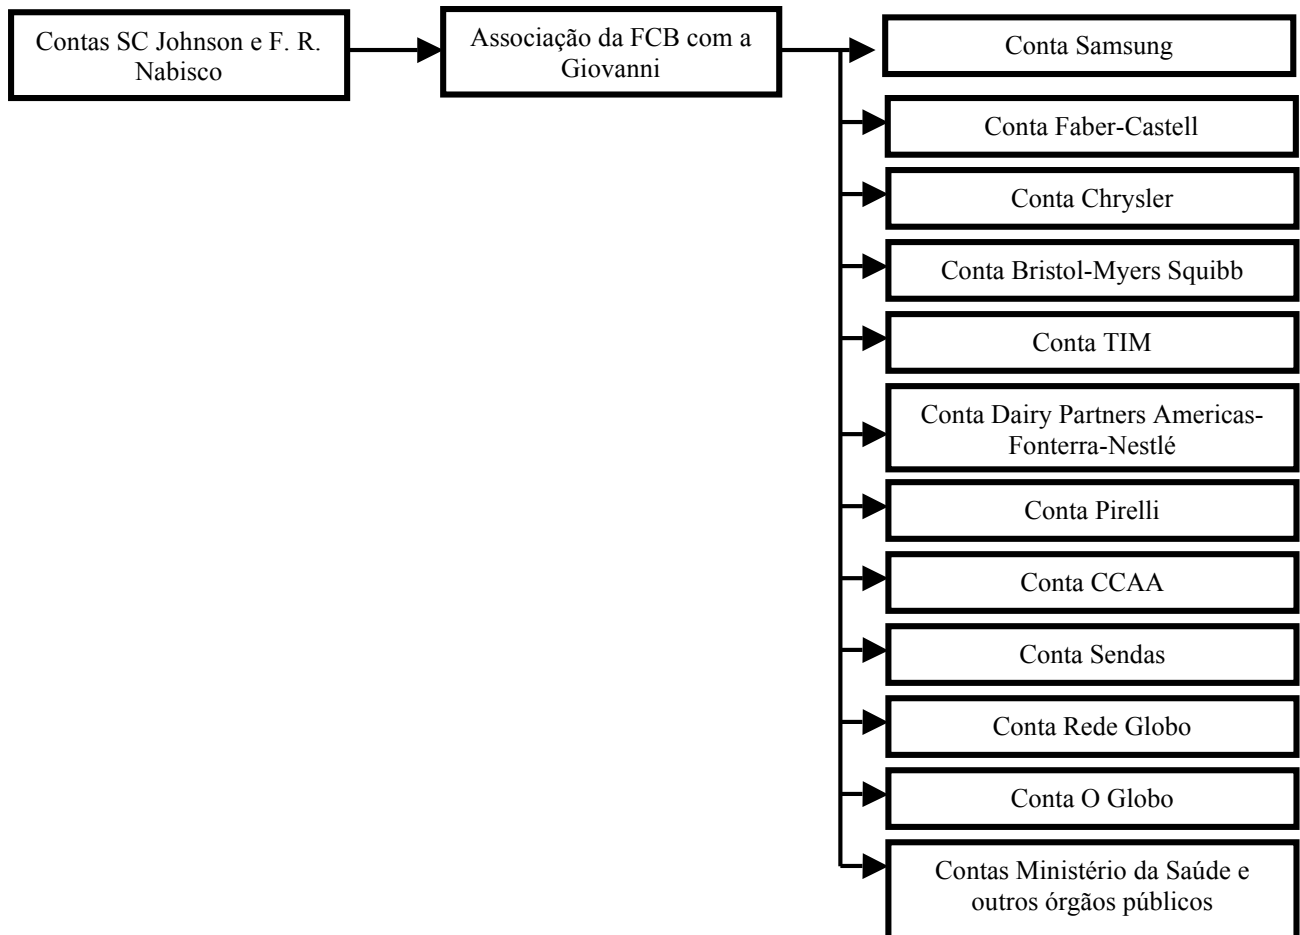 Contas SC Johnson e F. R.
Nabisco
Associação da FCB com a
Giovanni
Conta Samsung
Conta Faber-Castell
Conta Chrysler
Conta Bristol-Myers Squibb
Conta TIM
Conta Dairy Partners Americas-
Fonterra-Nestlé
Conta Pirelli
Conta CCAA
Conta Sendas
Conta Rede Globo
Conta O Globo
Contas Ministério da Saúde e
outros órgãos públicos